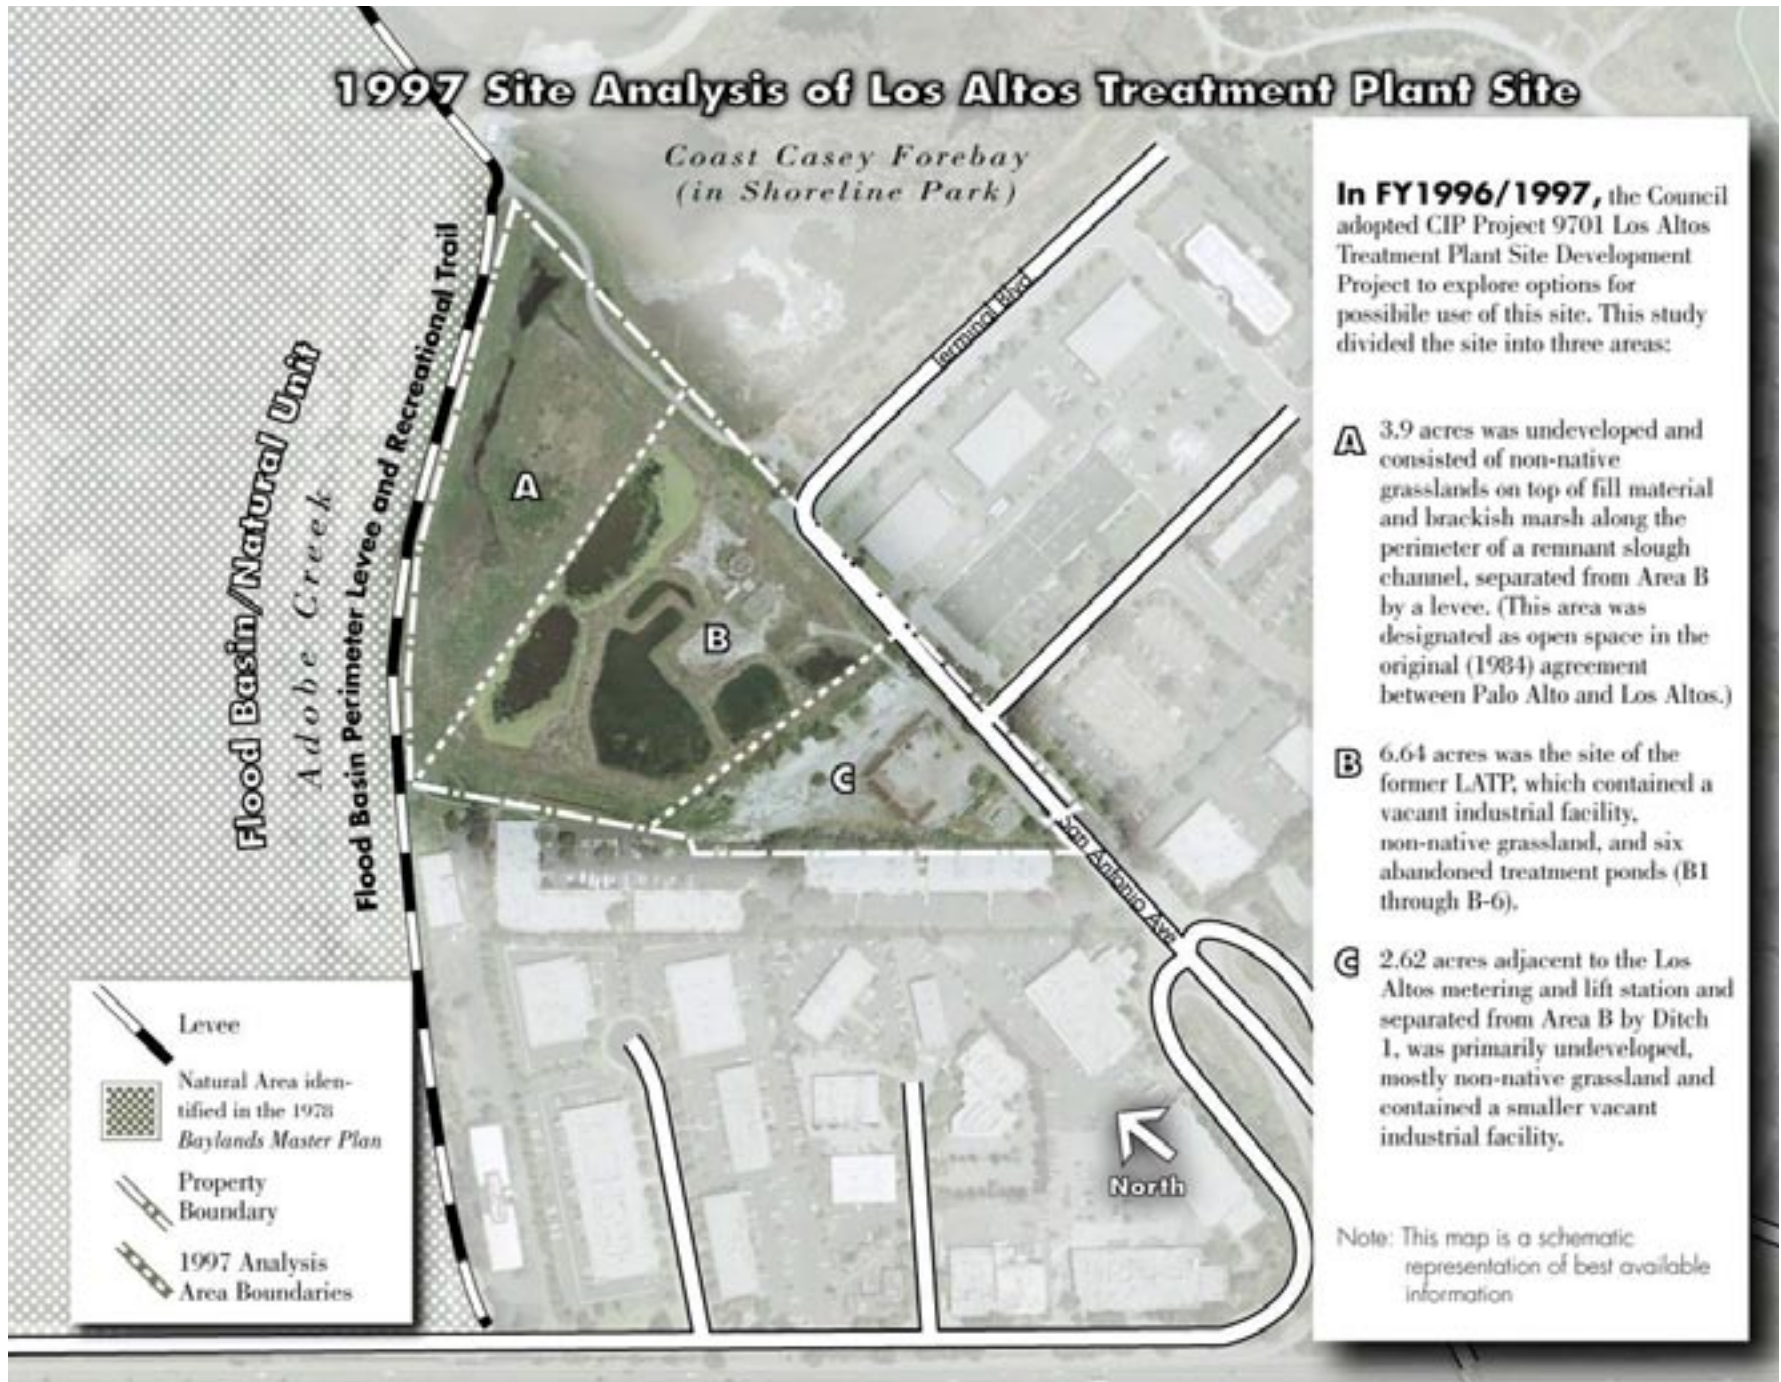 1997 Site Analysis of Los Altos Treatment Plant Site
Coast Casey Forebay
(in Shoreline Park)
Terminal Blvd
San Antonio Ave
Flood Basin/Natural Unit
Adobe Creek
Flood Basin Perimeter Levee and Recreational Trail
A
B
C
In FY1996/1997, the Council
adopted CIP Project 9701 Los Altos
Treatment Plant Site Development
Project to explore options for
possibile use of this site. This study
divided the site into three areas:
A 3.9 acres was undeveloped and
consisted of non-native
grasslands on top of fill material
and brackish marsh along the
perimeter of a remnant slough
channel, separated from Area B
by a levee. (This area was
designated as open space in the
original (1984) agreement
between Palo Alto and Los Altos.)
B 6.64 acres was the site of the
former LATP, which contained a
vacant industrial facility,
non-native grassland, and six
abandoned treatment ponds (B1
through B-6).
C 2.62 acres adjacent to the Los
Altos metering and lift station and
separated from Area B by Ditch
1, was primarily undeveloped,
mostly non-native grassland and
contained a smaller vacant
industrial facility.
Note: This map is a schematic
representation of best available
information
Levee
Natural Area iden-
tified in the 1978
Baylands Master Plan
Property
Boundary
1997 Analysis
Area Boundaries
North